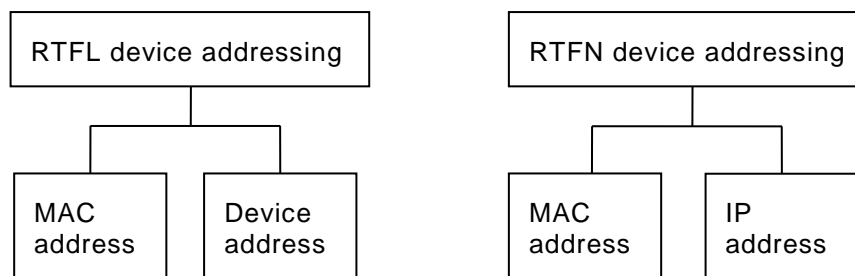 RTFL device addressing
RTFN device addressing
MAC
address
Device
address
MAC
address
IP
address